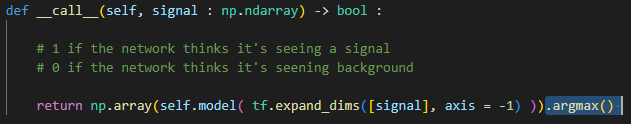 def __call__(self, signal : np.ndarray) -> bool :
# 1 if the network thinks it's seeing a signal
# 0 if the network thinks it's seening background
return np.array(self.model( tf.expand_dims([signal], axis = -1) )).argmax()